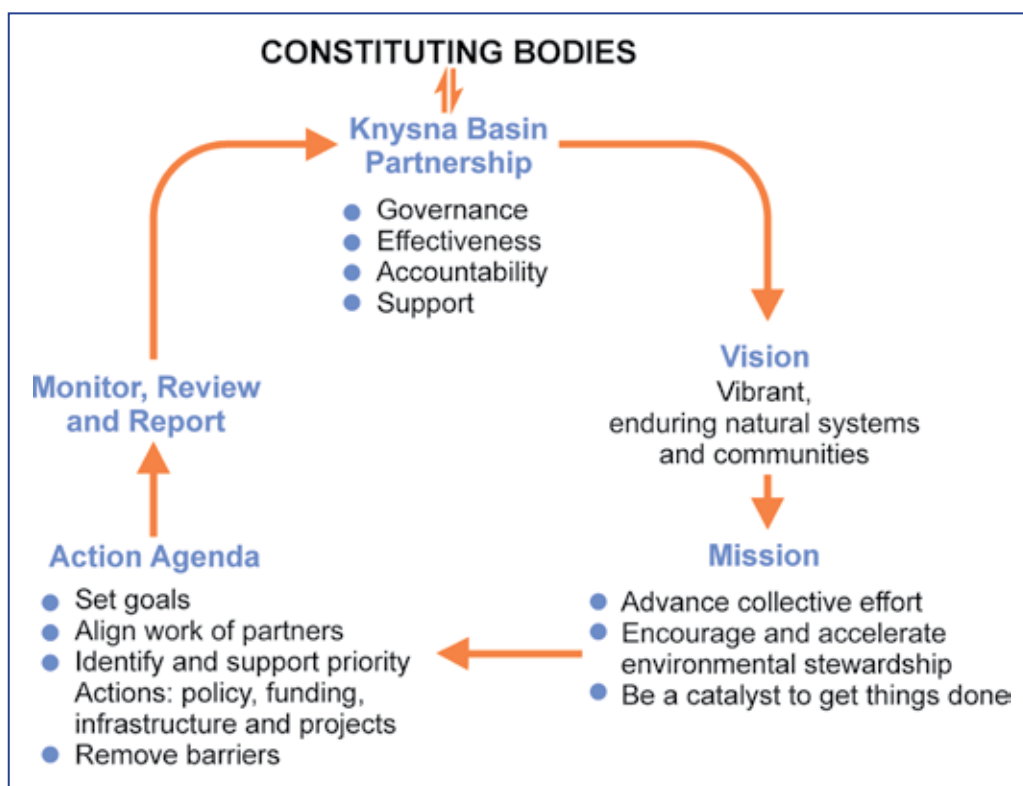 CONSTITUTING BODIES
Knysna Basin
Partnership
Governance
Effectiveness
Accountability
Support
Vision
Vibrant,
enduring natural systems
and communities
Mission
Advance collective effort
Encourage and accelerate
environmental stewardship
Be a catalyst to get things done
Action Agenda
Set goals
Align work of partners
Identify and support priority
Actions: policy, funding,
infrastructure and projects
Remove barriers
Monitor, Review
and Report